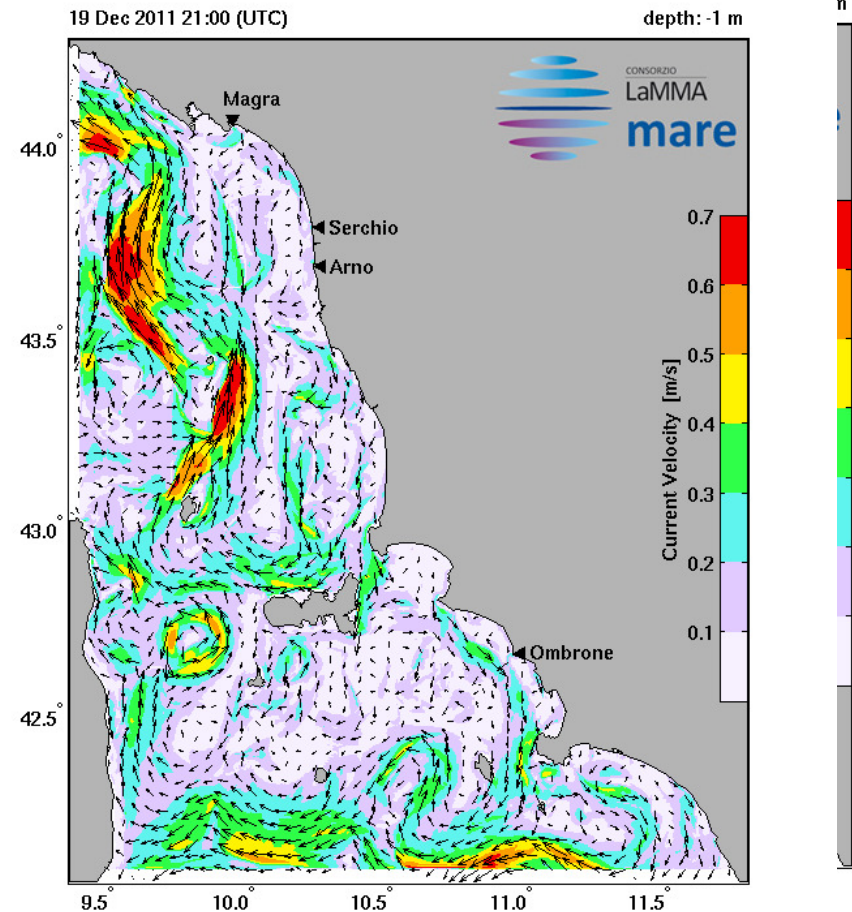 19 Dec 2011 21:00 (UTC)
depth: -1 m
CONSORZIO
LaMMA
mare
Magra
Serchio
Arno
Ombrone
44.0°
43.5°
43.0°
42.5°
9.5°
10.0°
10.5°
11.0°
11.5°
Current Velocity [m/s]
0.7
0.6
0.5
0.4
0.3
0.2
0.1